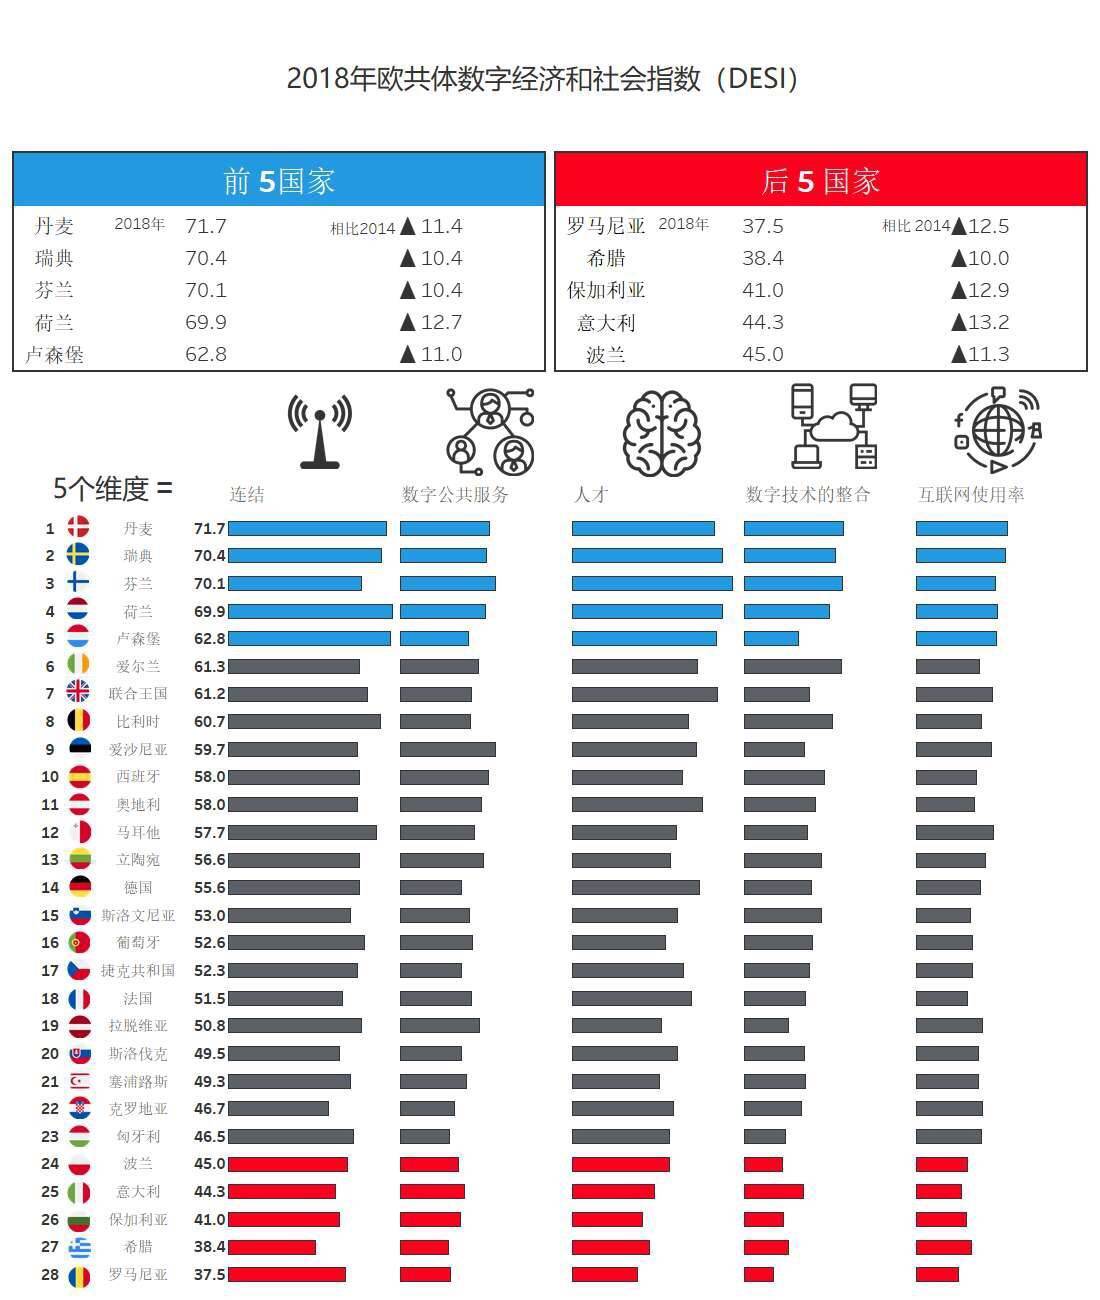 2018年欧共体数字经济和社会指数（DESI）
前 5国家
丹麦 2018年 71.7 相比2014 ▲ 11.4
瑞典 70.4 ▲ 10.4
芬兰 70.1 ▲ 10.4
荷兰 69.9 ▲ 12.7
卢森堡 62.8 ▲ 11.0
后 5 国家
罗马尼亚 2018年 37.5 相比 2014▲12.5
希腊 38.4 ▲10.0
保加利亚 41.0 ▲12.9
意大利 44.3 ▲13.2
波兰 45.0 ▲11.3
5个维度 = 连结 数字公共服务 人才 数字技术的整合 互联网使用率
1 丹麦 71.7
2 瑞典 70.4
3 芬兰 70.1
4 荷兰 69.9
5 卢森堡 62.8
6 爱尔兰 61.3
7 联合王国 61.2
8 比利时 60.7
9 爱沙尼亚 59.7
10 西班牙 58.0
11 奥地利 58.0
12 马耳他 57.7
13 立陶宛 56.6
14 德国 55.6
15 斯洛文尼亚 53.0
16 葡萄牙 52.6
17 捷克共和国 52.3
18 法国 51.5
19 拉脱维亚 50.8
20 斯洛伐克 49.5
21 塞浦路斯 49.3
22 克罗地亚 46.7
23 匈牙利 46.5
24 波兰 45.0
25 意大利 44.3
26 保加利亚 41.0
27 希腊 38.4
28 罗马尼亚 37.5